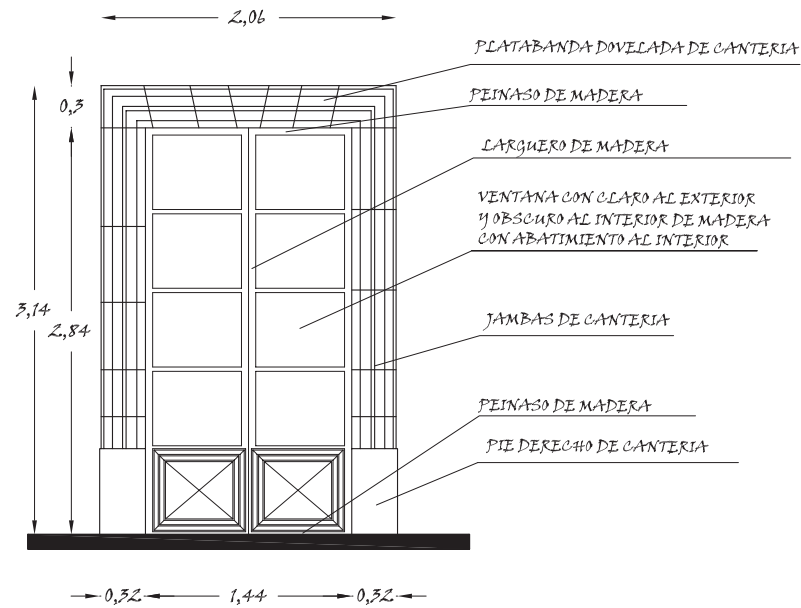 2,06
PLATABANDA DOVELADA DE CANTERIA
0,3
PEINASO DE MADERA
LARGUERO DE MADERA
VENTANA CON CLARO AL EXTERIOR
Y OBSCURO AL INTERIOR DE MADERA
CON ABATIMIENTO AL INTERIOR
3,14
2,84
JAMBAS DE CANTERIA
PEINASO DE MADERA
PIE DERECHO DE CANTERIA
0,32
1,44
0,32